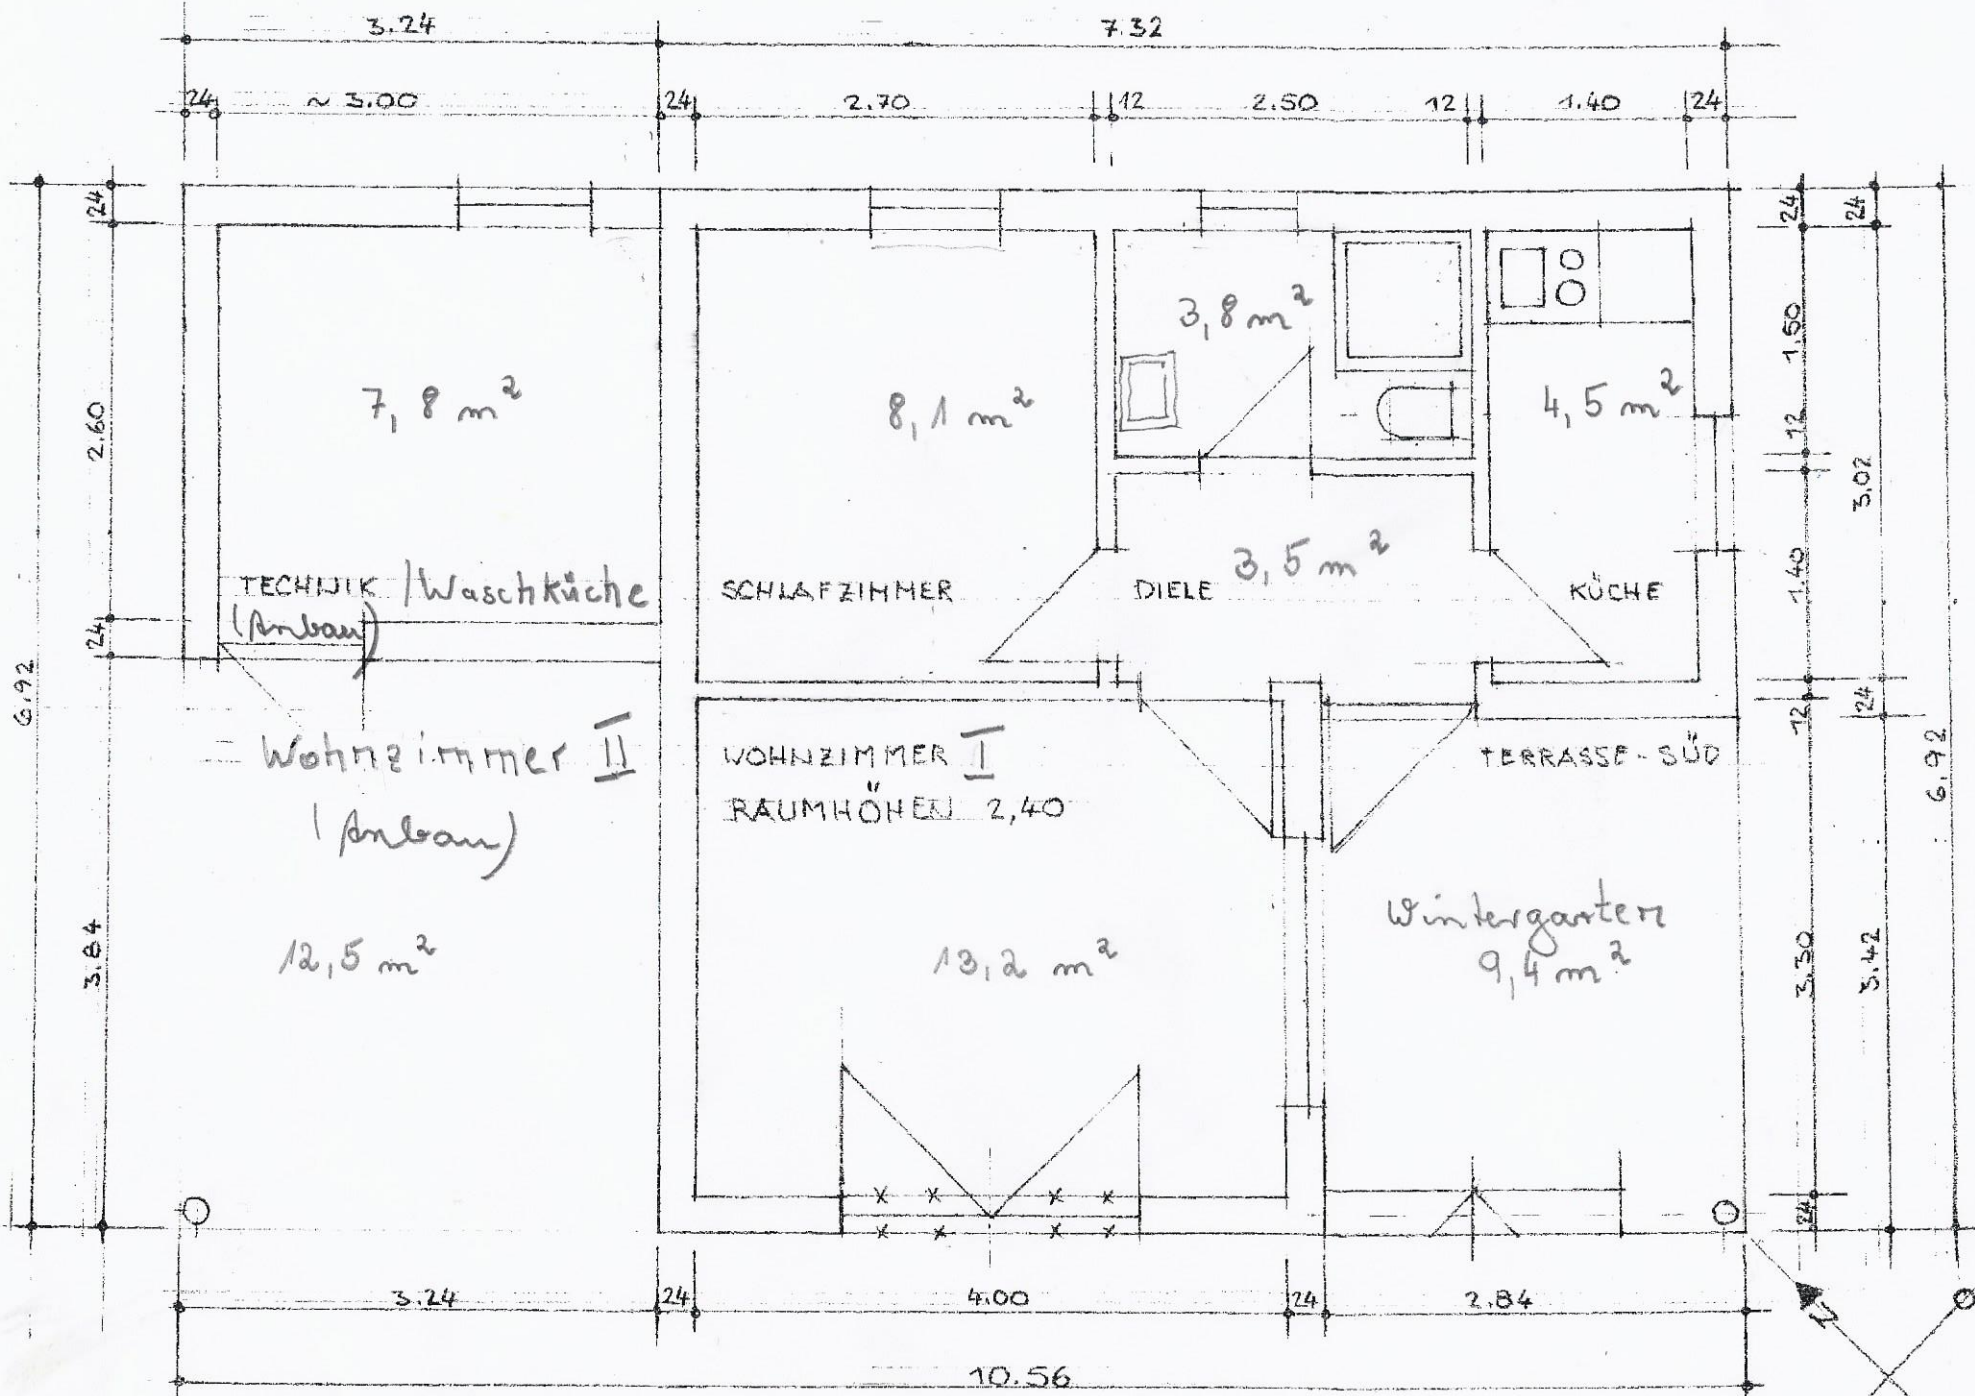 3.24
7.32
24
~ 3.00
24
2.70
12
2.50
12
1.40
24
24
24
24
3,8 m²
1,50
7,8 m²
8,1 m²
4,5 m²
2.60
12
3.02
3,5 m²
1.40
TECHNIK /Waschküche
(Anbau)
SCHLAFZIMMER
DIELE
KÜCHE
24
6.92
12
24
Wohnzimmer II
(Anbau)
WOHNZIMMER I
RAUMHÖHEN 2,40
TERRASSE-SÜD
6.92
12,5 m²
13,2 m²
Wintergarten
9,4 m²
3.84
3.30
3.42
24
3.24
24
4.00
24
2.84
N
10.56